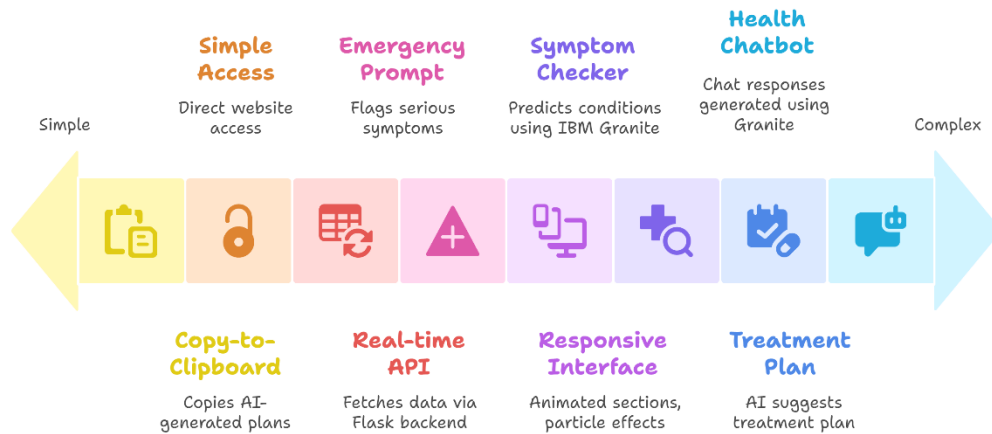 Simple
Access
Direct website
access
Emergency
Prompt
Flags serious
symptoms
Symptom
Checker
Predicts conditions
using IBM Granite
Health
Chatbot
Chat responses
generated using
Granite
Simple
Complex
Copy-to-
Clipboard
Copies AI-
generated plans
Real-time
API
Fetches data via
Flask backend
Responsive
Interface
Animated sections,
particle effects
Treatment
Plan
AI suggests
treatment plan